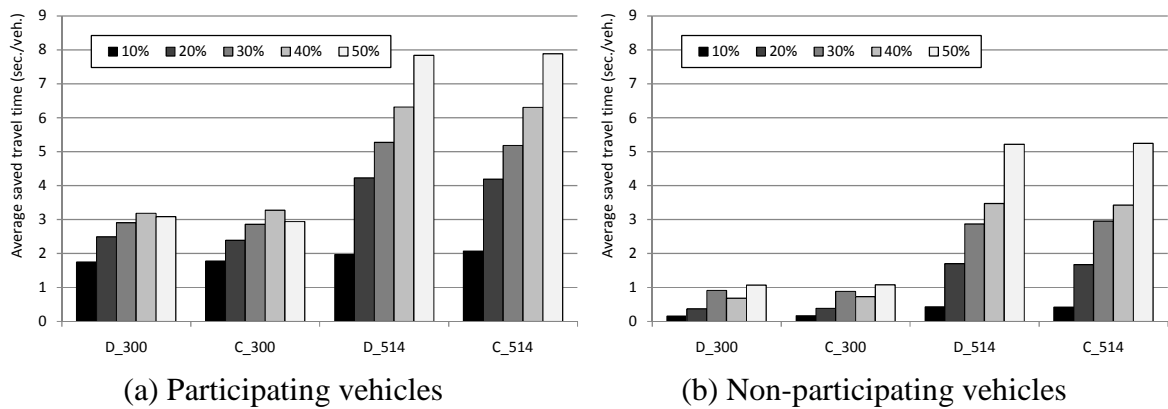 Average saved travel time (sec./veh.)
9
8
7
6
5
4
3
2
1
0
10% 20% 30% 40% 50%
D_300 C_300 D_514 C_514
(a) Participating vehicles
Average saved travel time (sec./veh.)
9
8
7
6
5
4
3
2
1
0
10% 20% 30% 40% 50%
D_300 C_300 D_514 C_514
(b) Non-participating vehicles